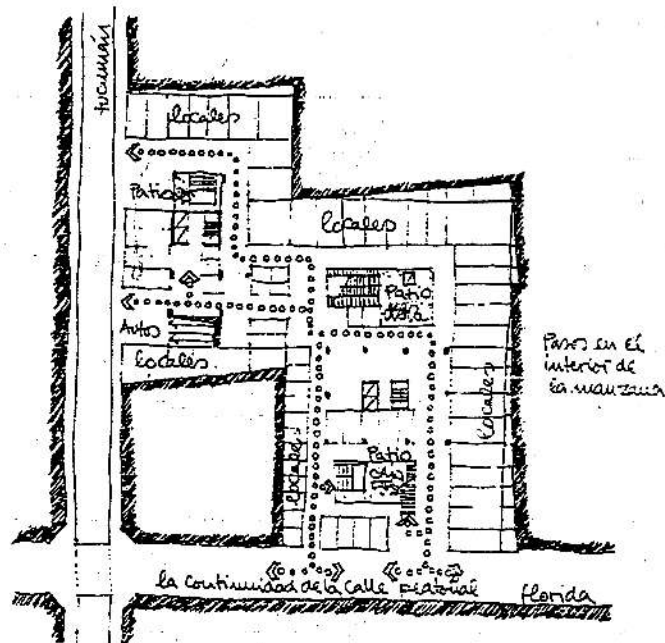 tucumán
locales
Patio
locales
Patio
Autos
locales
Pasos en el
interior de
la manzana
locales
locales
Patio
la continuidad de la calle peatonal
florida